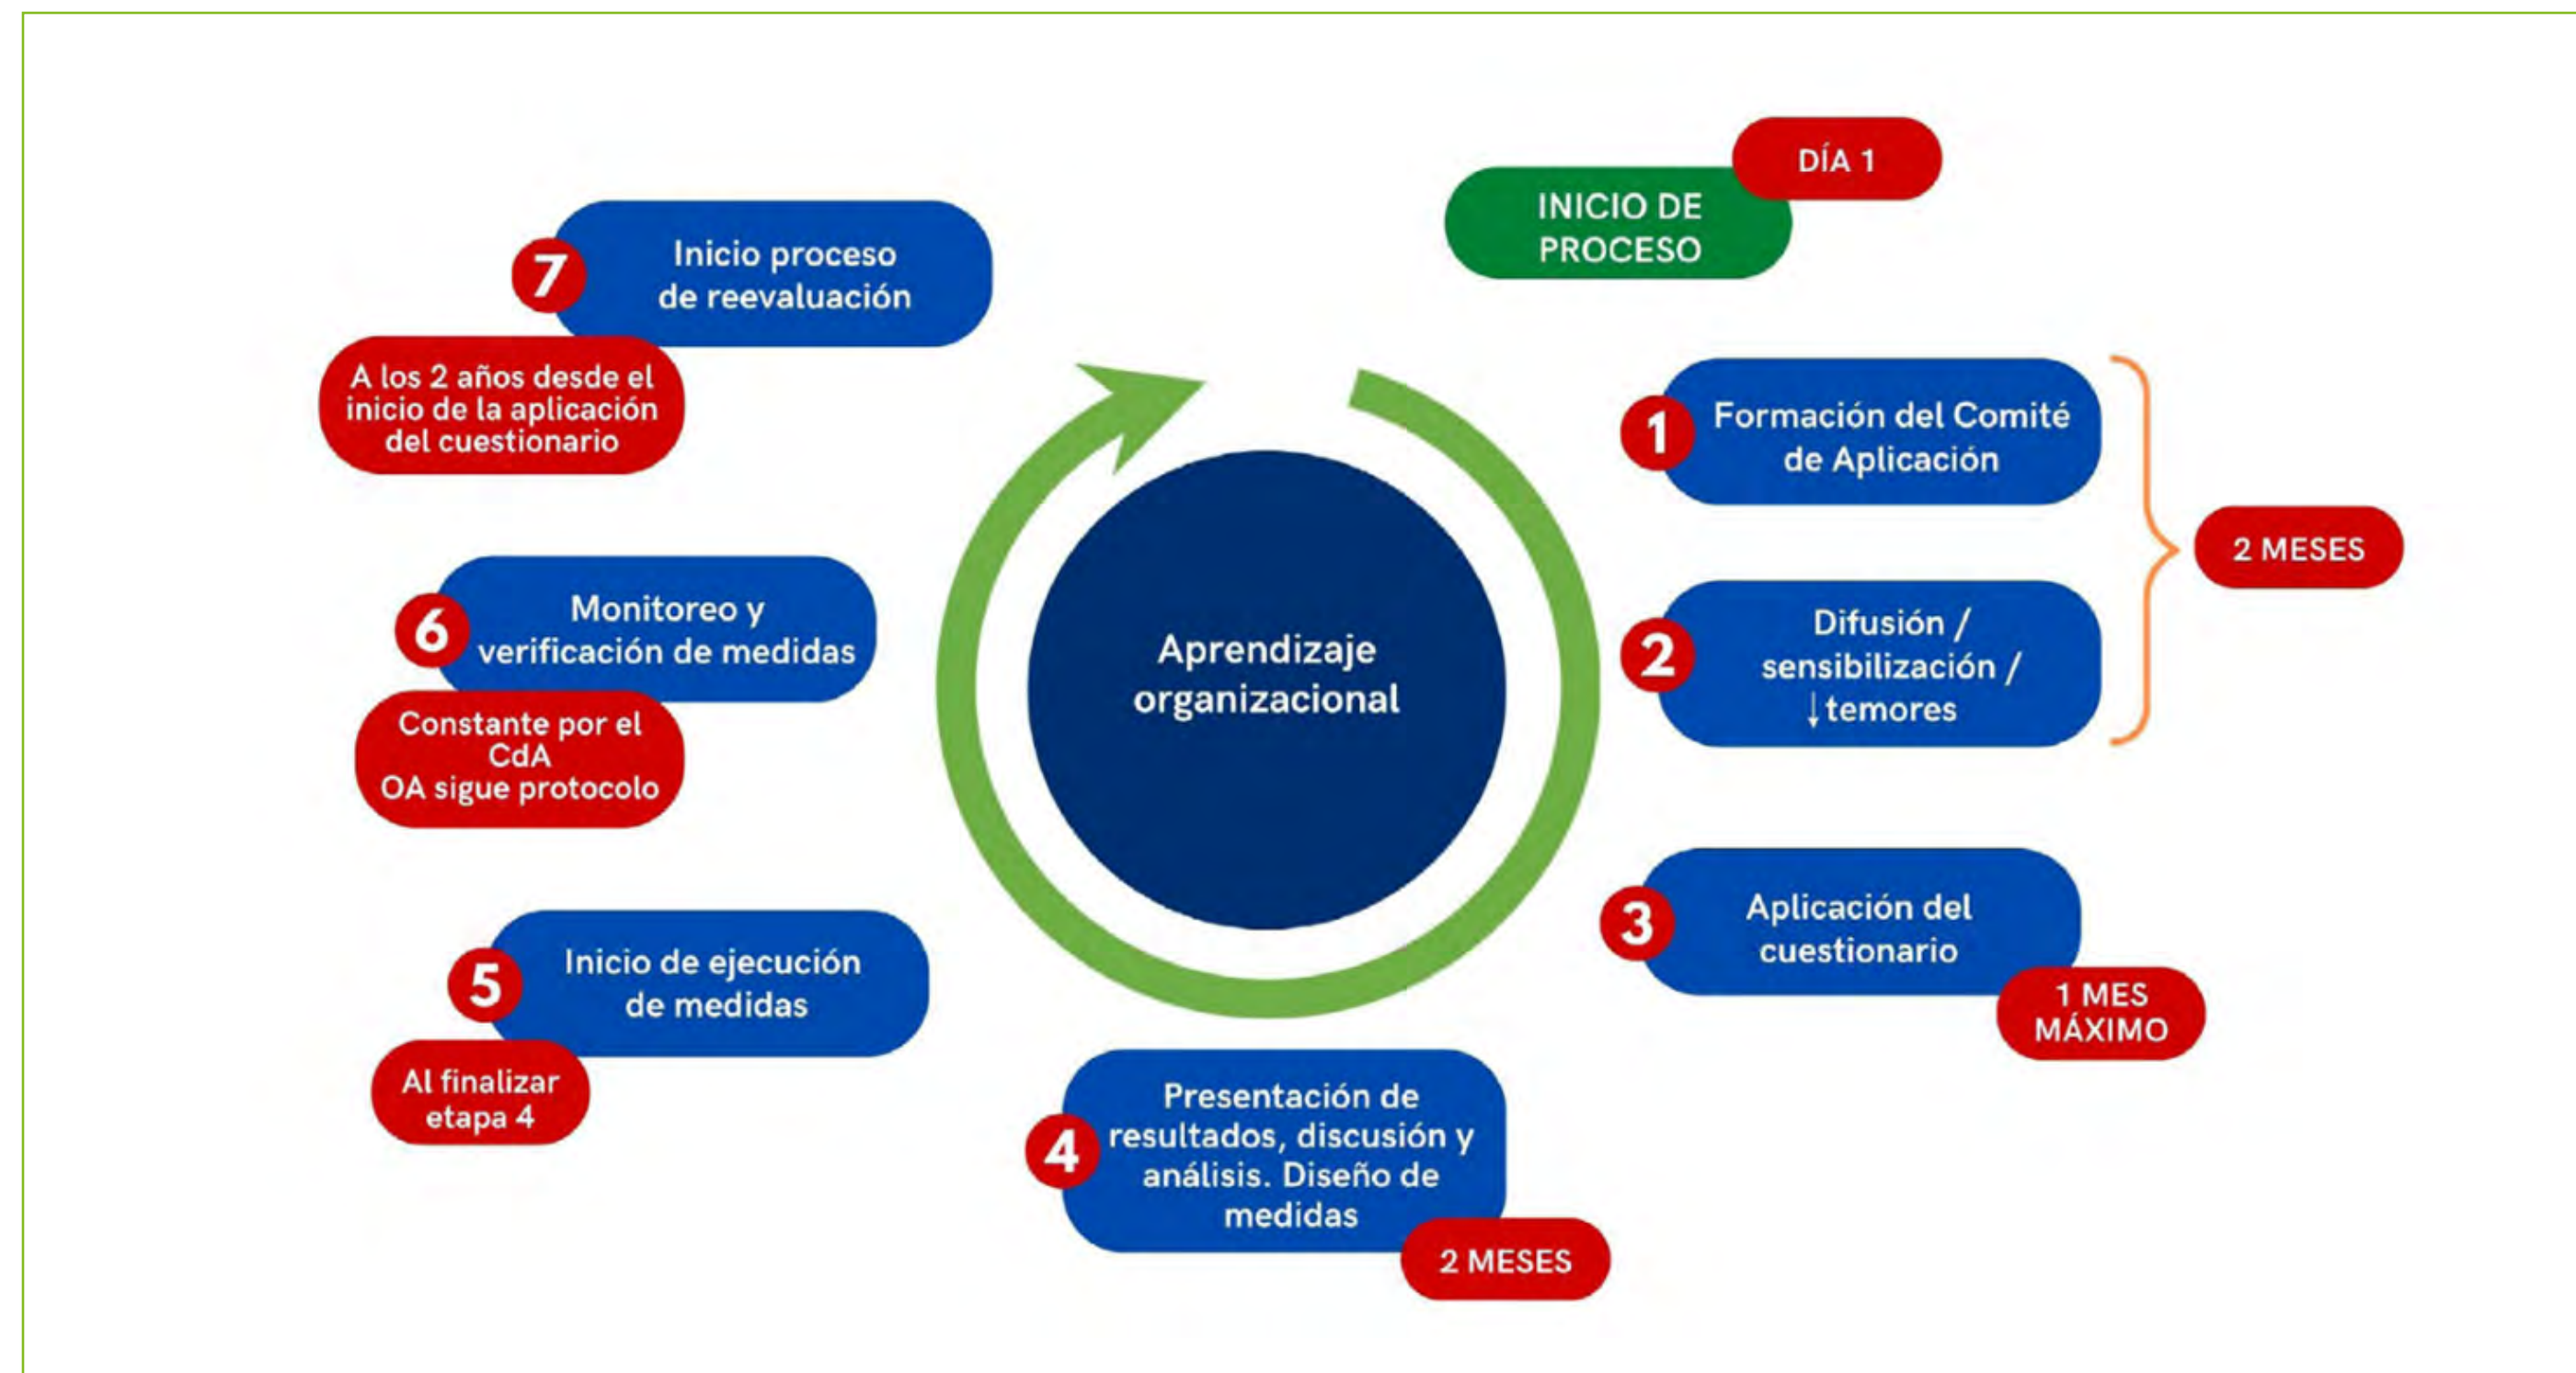 DÍA 1
INICIO DE
PROCESO
1
Formación del Comité
de Aplicación
2
Difusión /
sensibilización /
↓temores
2 MESES
3
Aplicación del
cuestionario
1 MES
MÁXIMO
4
Presentación de
resultados, discusión y
análisis. Diseño de
medidas
2 MESES
5
Inicio de ejecución
de medidas
Al finalizar
etapa 4
6
Monitoreo y
verificación de medidas
Constante por el
CdA
OA sigue protocolo
7
Inicio proceso
de reevaluación
A los 2 años desde el
inicio de la aplicación
del cuestionario
Aprendizaje
organizacional